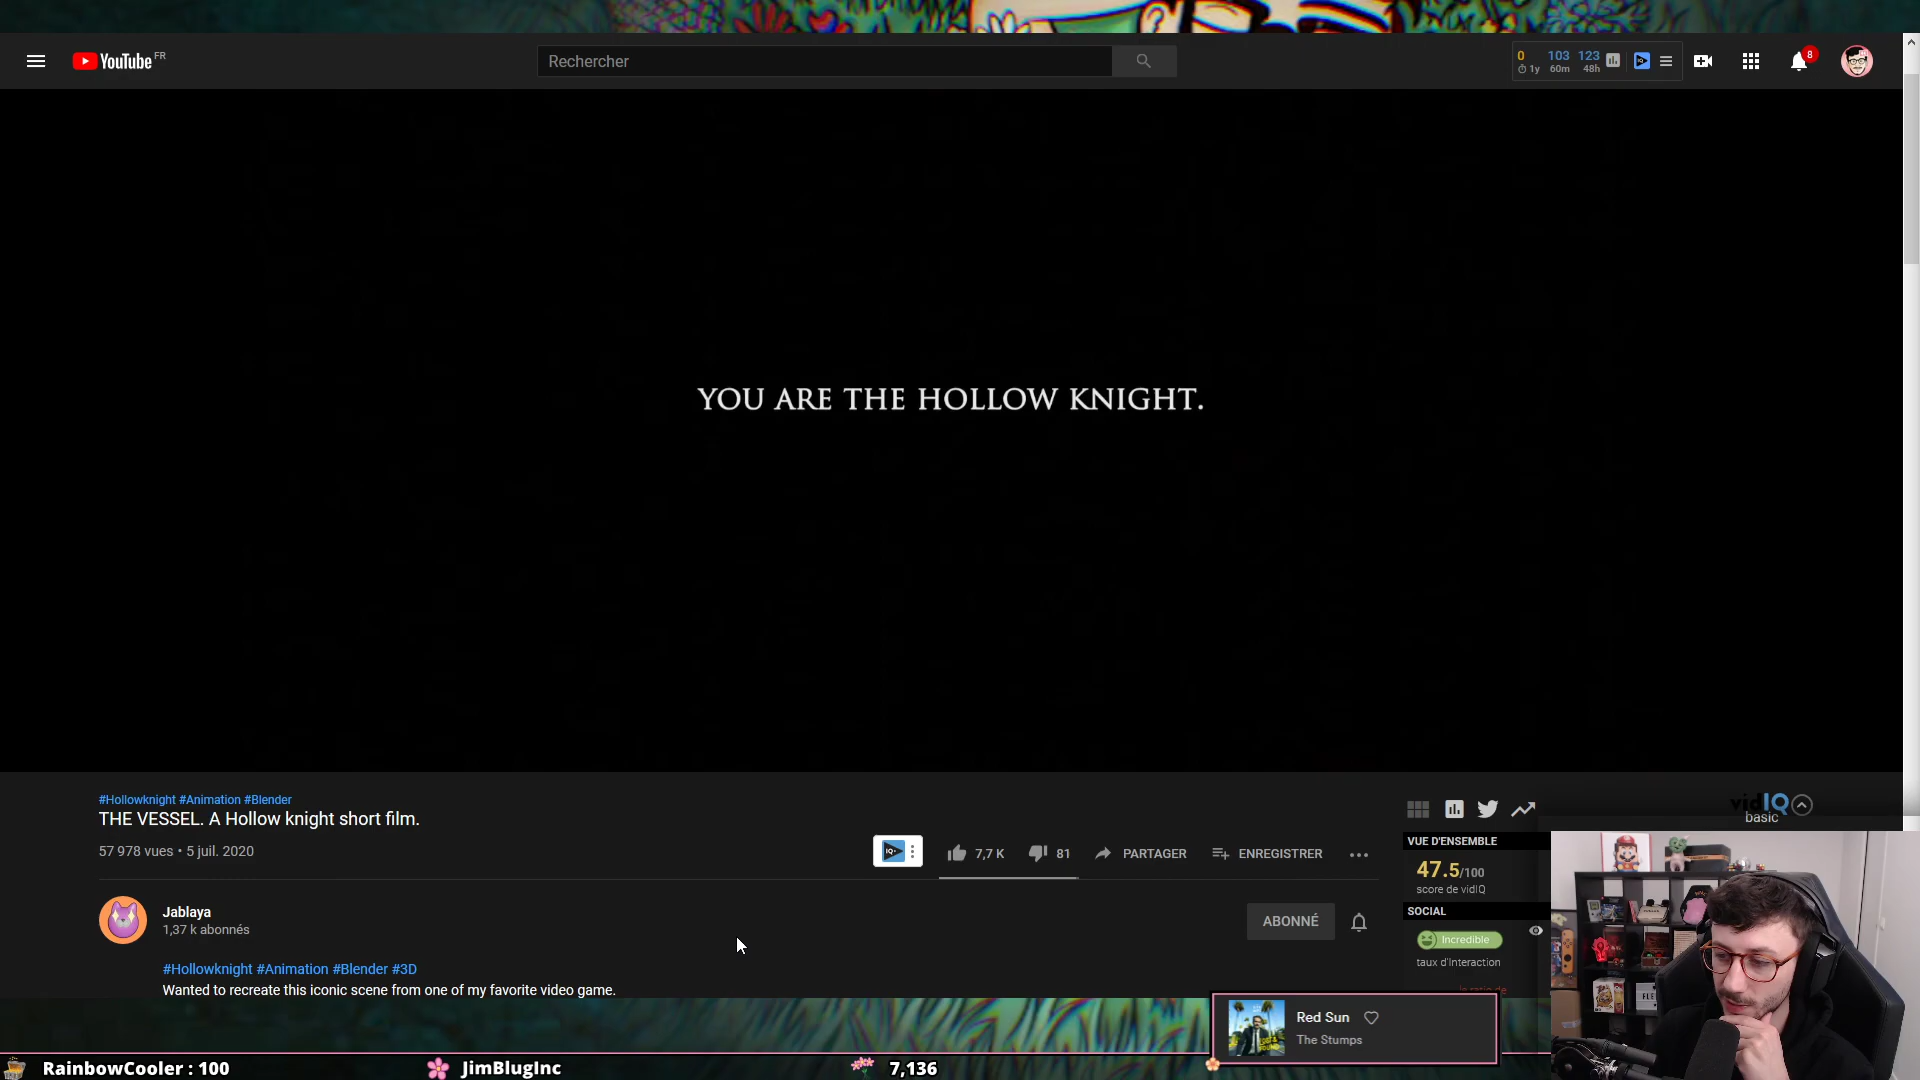 YouTube FR
Rechercher
0 103 123
1y 60m 48h
8
YOU ARE THE HOLLOW KNIGHT.
#Hollowknight #Animation #Blender
THE VESSEL. A Hollow knight short film.
57 978 vues • 5 juil. 2020
IQ
7,7 K
81
PARTAGER
ENREGISTRER
Jablaya
1,37 k abonnés
ABONNÉ
#Hollowknight #Animation #Blender #3D
Wanted to recreate this iconic scene from one of my favorite video game.
vidIQ
basic
VUE D'ENSEMBLE
47.5/100
score de vidIQ
SOCIAL
Incredible
taux d'Interaction
Red Sun
The Stumps
RainbowCooler : 100
JimBlugInc
7,136